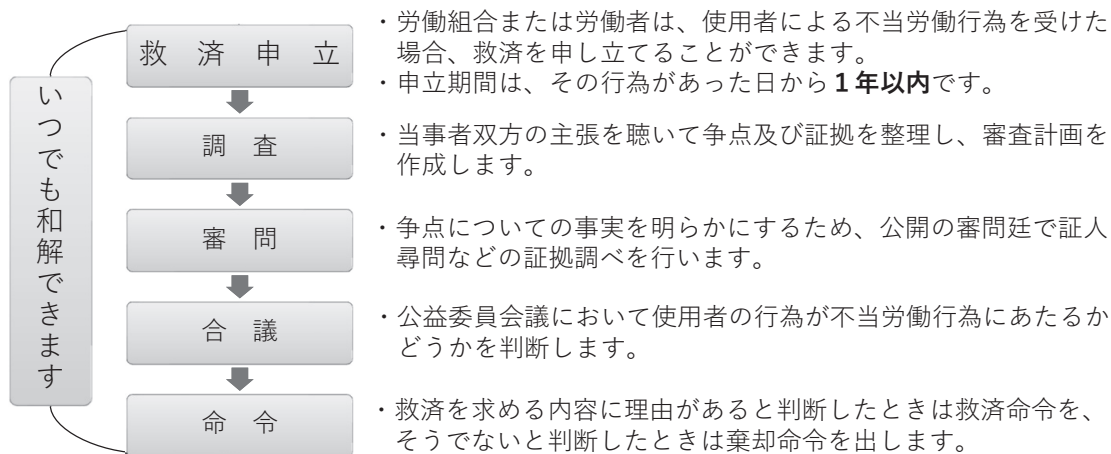 いつでも和解できます
救済申立
・労働組合または労働者は、使用者による不当労働行為を受けた
場合、救済を申し立てることができます。
・申立期間は、その行為があった日から１年以内です。
調査
・当事者双方の主張を聴いて争点及び証拠を整理し、審査計画を
作成します。
審問
・争点についての事実を明らかにするため、公開の審問廷で証人
尋問などの証拠調べを行います。
合議
・公益委員会議において使用者の行為が不当労働行為にあたるか
どうかを判断します。
命令
・救済を求める内容に理由があると判断したときは救済命令を、
そうでないと判断したときは棄却命令を出します。